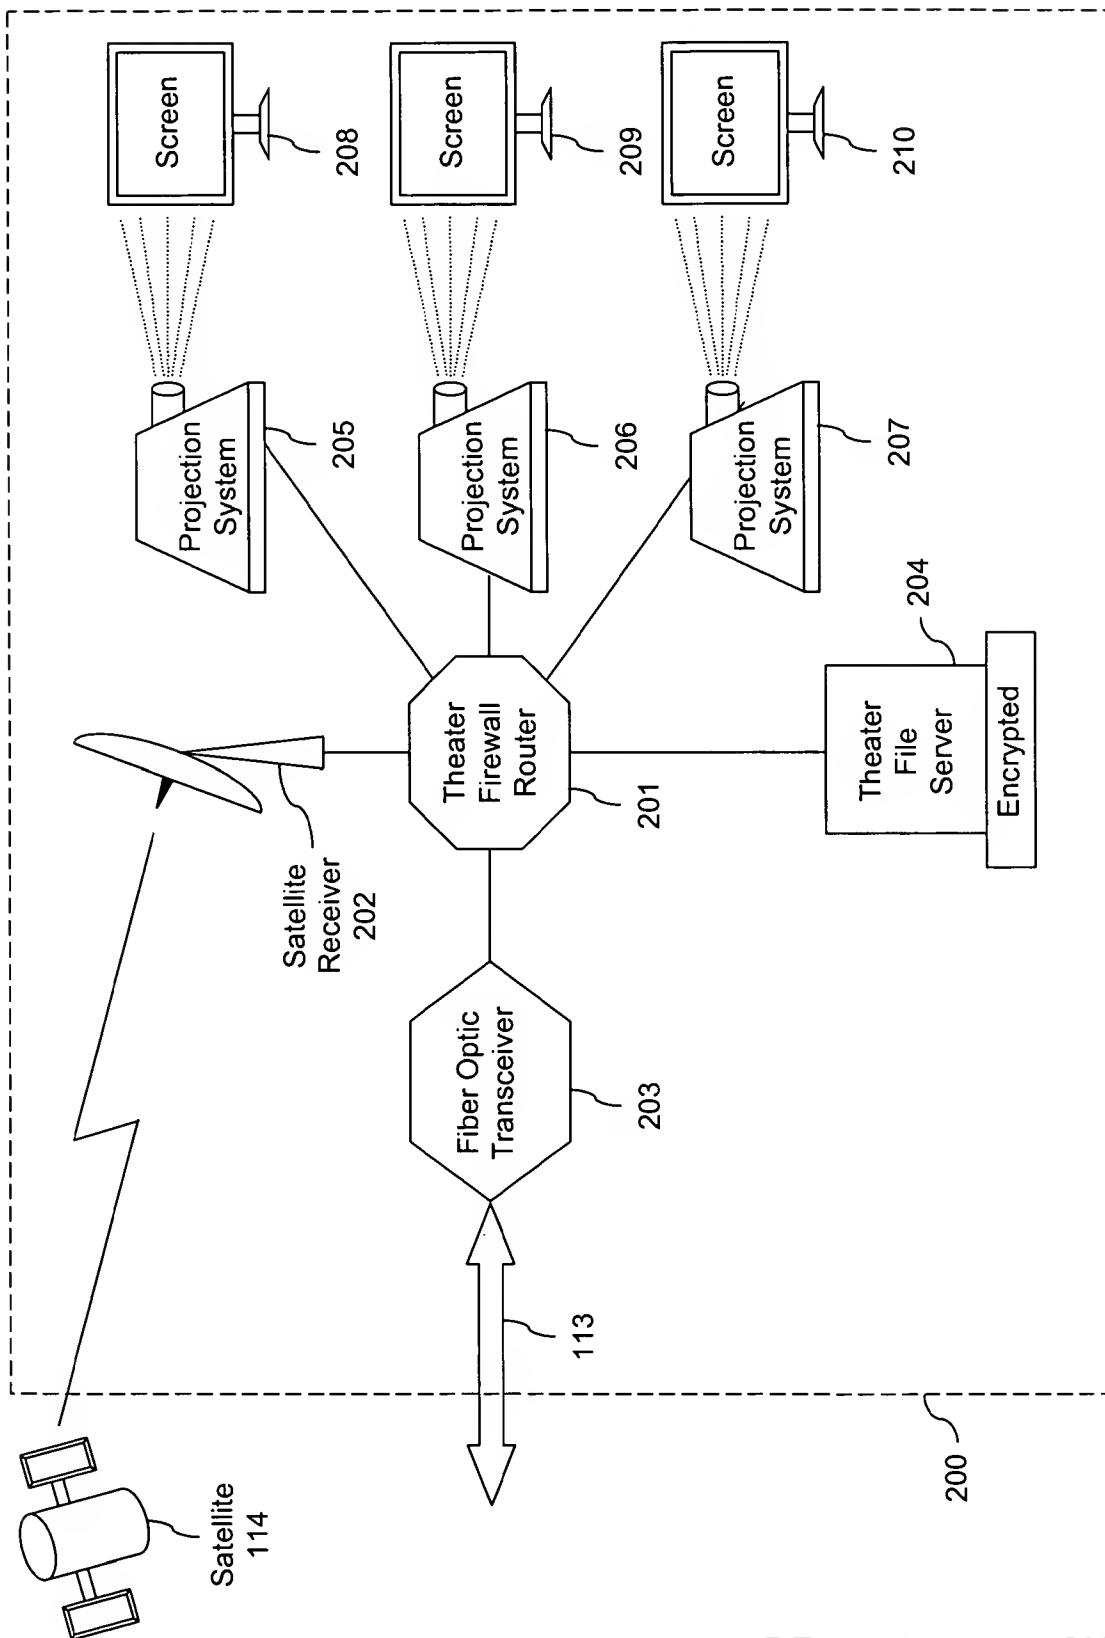 Satellite
114
200
113
Fiber Optic
Transceiver
203
Satellite
Receiver
202
Theater
Firewall
Router
201
Theater
File
Server
204
Encrypted
Projection
System
205
Projection
System
206
Projection
System
207
Screen
208
Screen
209
Screen
210